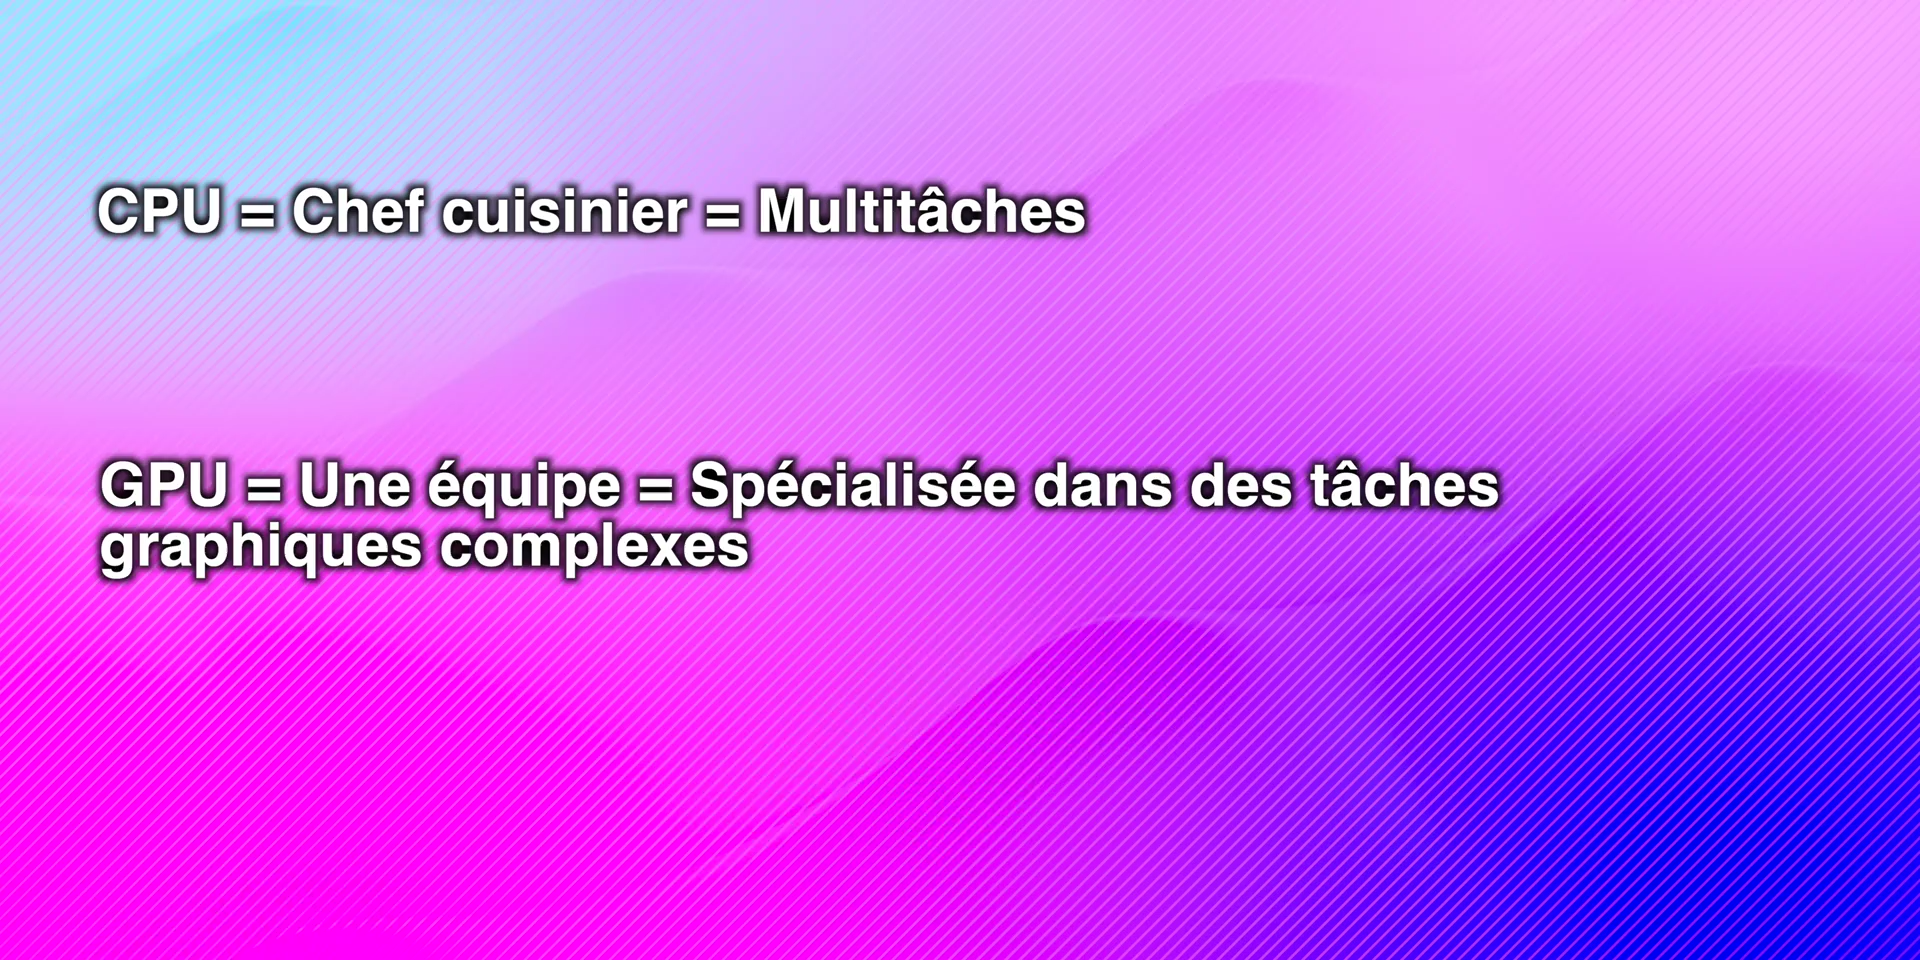 CPU = Chef cuisinier = Multitâches
GPU = Une équipe = Spécialisée dans des tâches
graphiques complexes